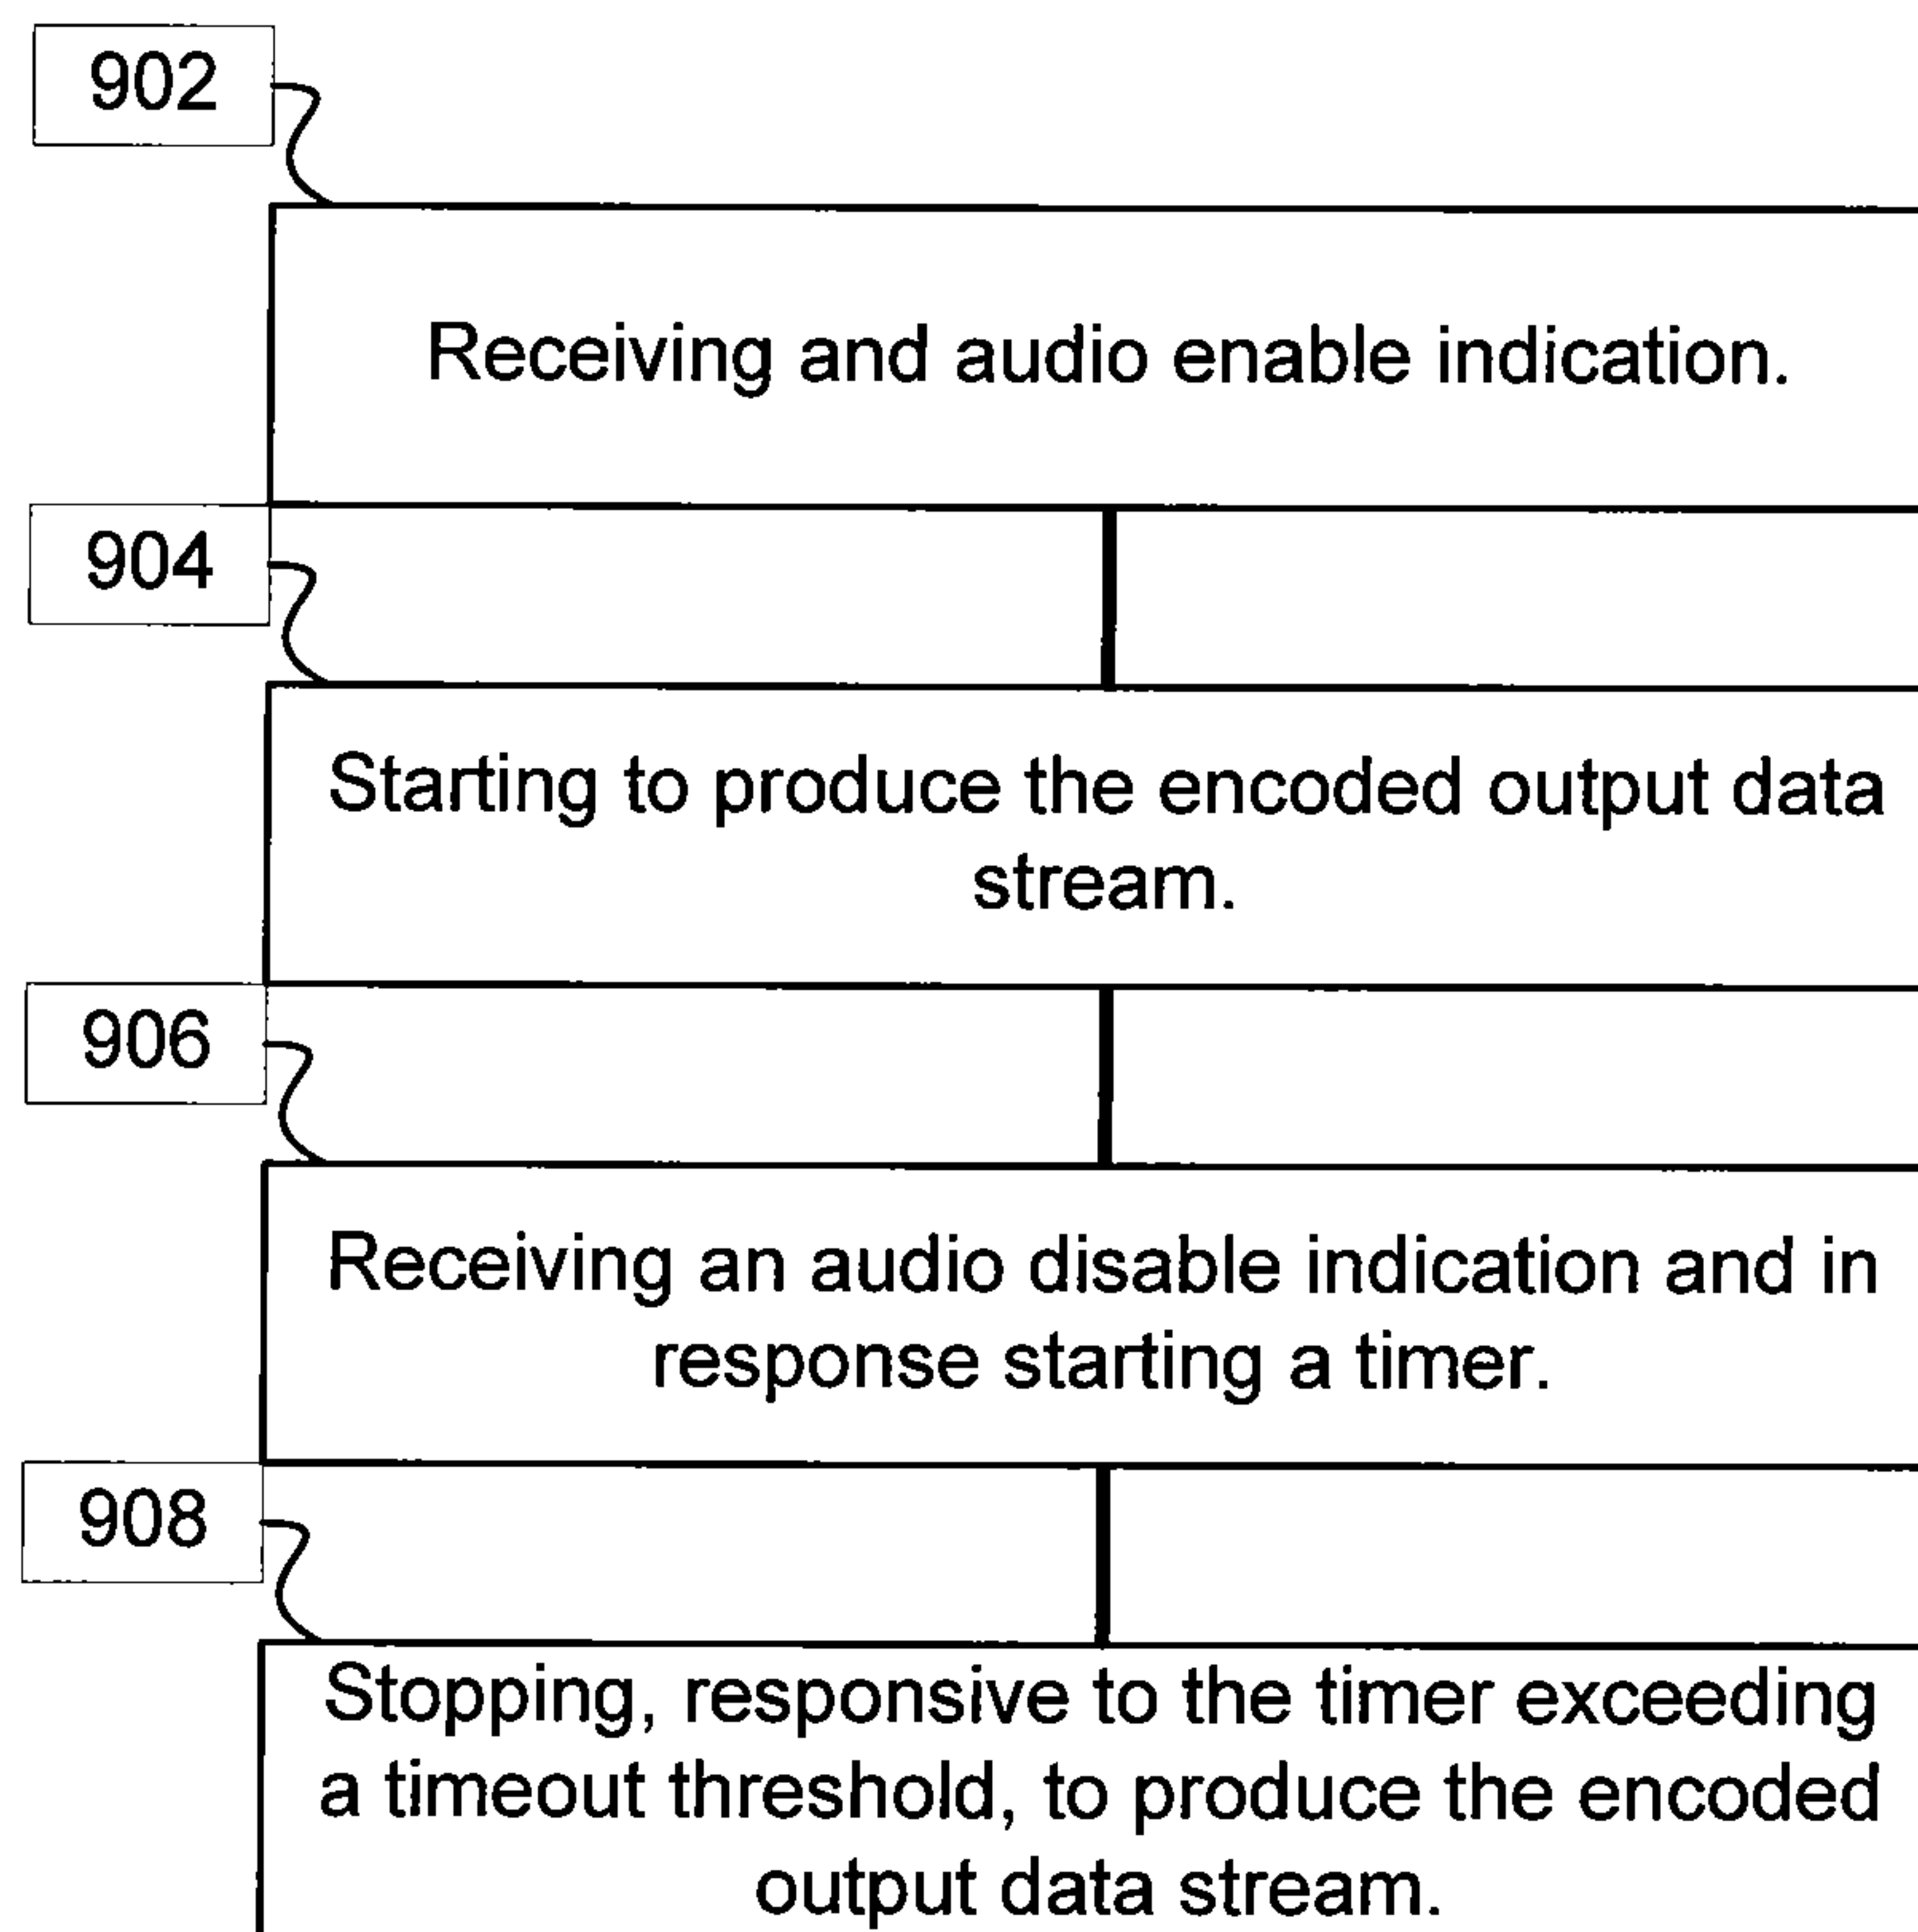 902
Receiving and audio enable indication.
904
Starting to produce the encoded output data
stream.
906
Receiving an audio disable indication and in
response starting a timer.
908
Stopping, responsive to the timer exceeding
a timeout threshold, to produce the encoded
output data stream.